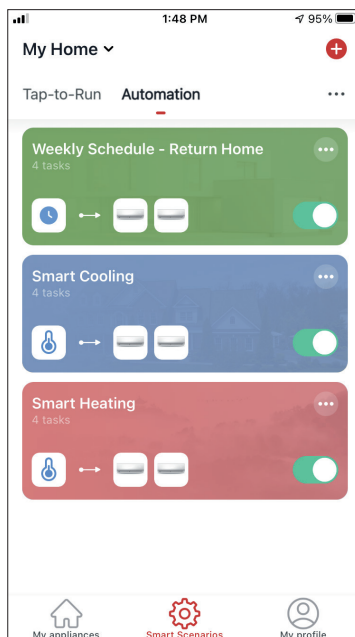 1:48 PM
95%
My Home
Tap-to-Run Automation
Weekly Schedule - Return Home
4 tasks
Smart Cooling
4 tasks
Smart Heating
4 tasks
My appliances Smart Scenarios My profile